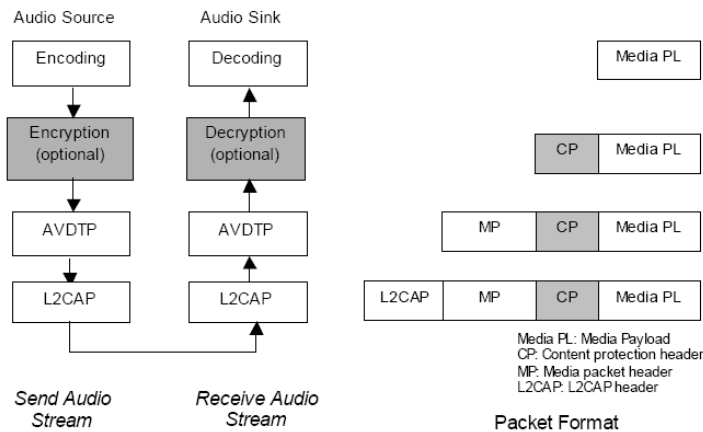 Audio Source
Audio Sink
Encoding
Decoding
Media PL
Encryption
(optional)
Decryption
(optional)
CP
Media PL
AVDTP
AVDTP
MP
CP
Media PL
L2CAP
L2CAP
L2CAP
MP
CP
Media PL
Media PL: Media Payload
CP: Content protection header
MP: Media packet header
L2CAP: L2CAP header
Send Audio
Stream
Receive Audio
Stream
Packet Format